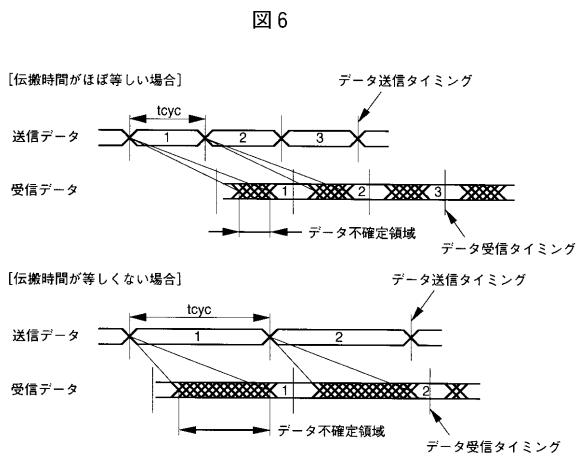 図6
[伝搬時間がほぼ等しい場合]
データ送信タイミング
tcyc
送信データ 1 2 3
受信データ 1 2 3
データ不確定領域
データ受信タイミング
[伝搬時間が等しくない場合]
データ送信タイミング
tcyc
送信データ 1 2
受信データ 1 2
データ不確定領域
データ受信タイミング